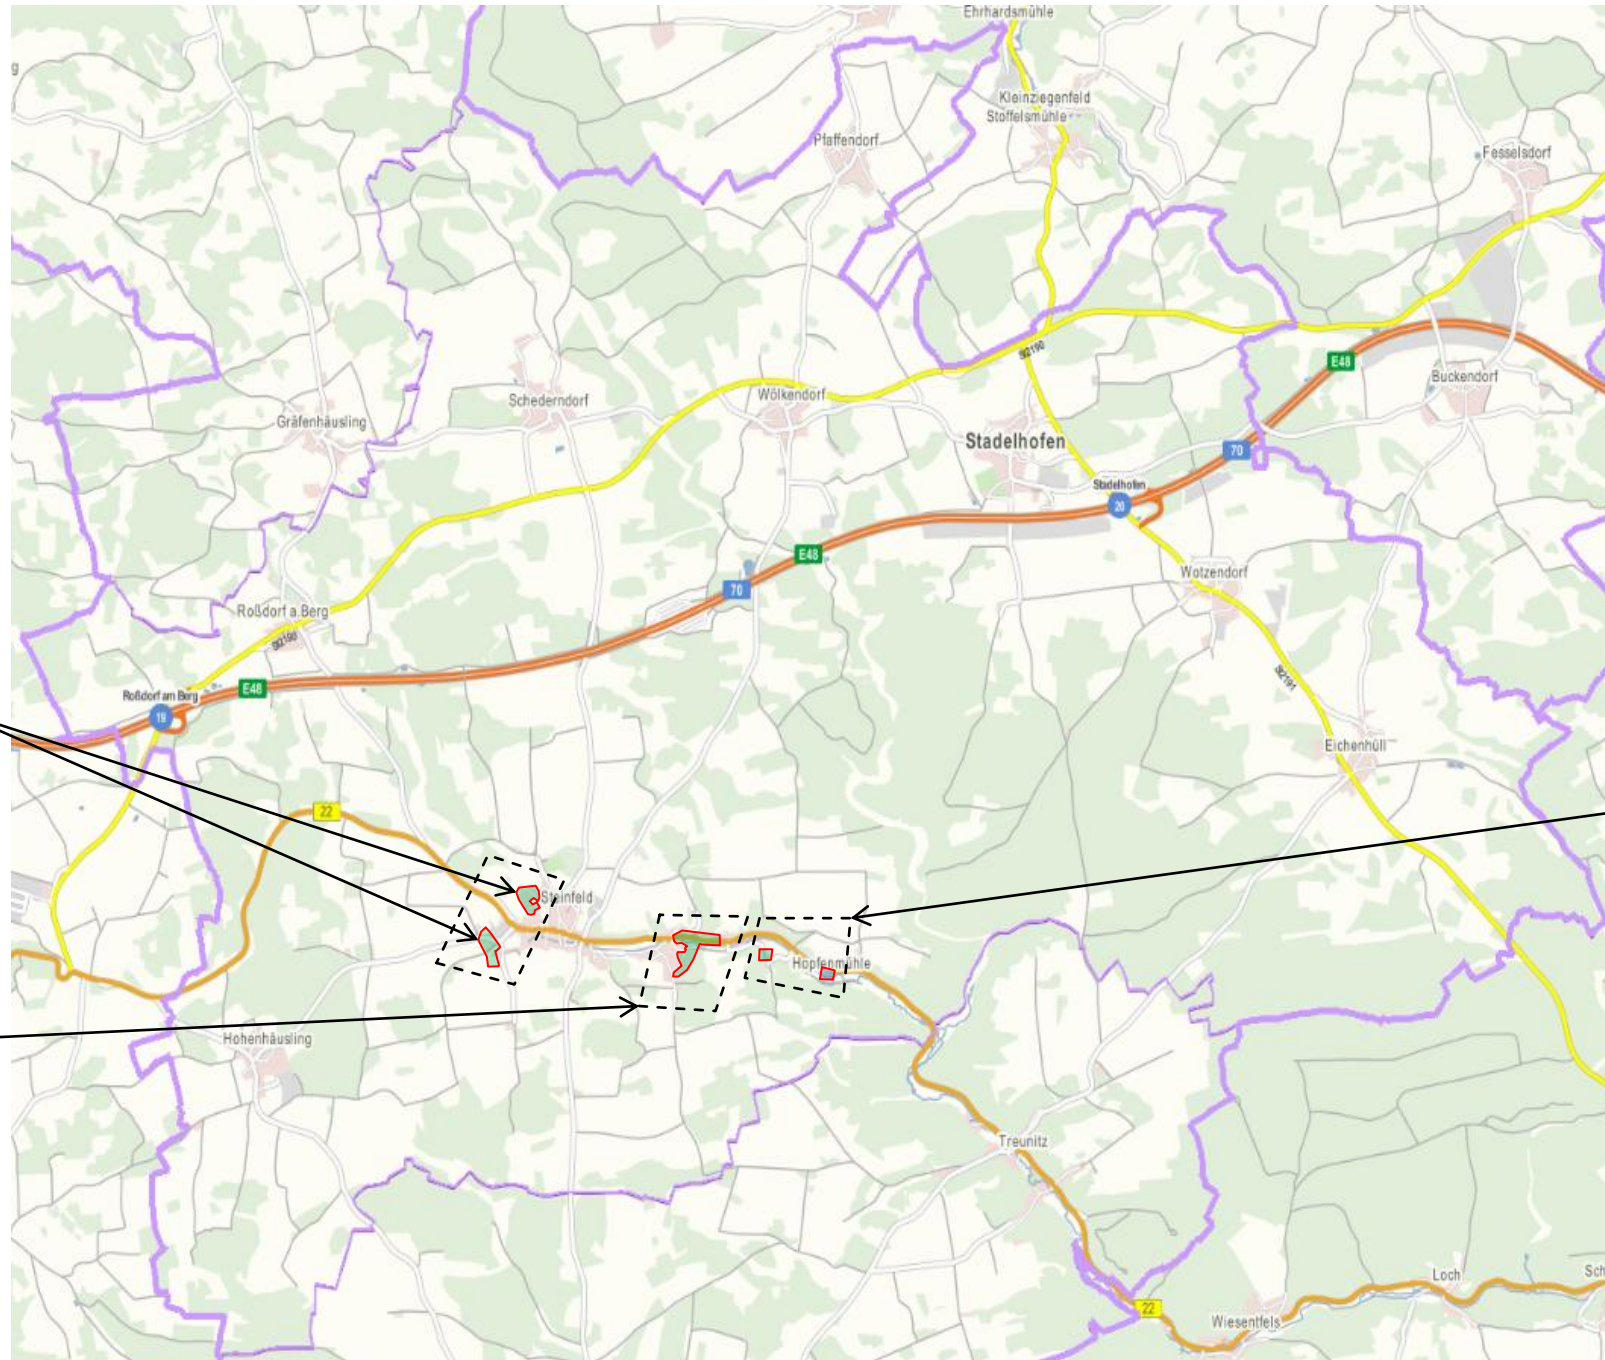 Ehrhardsmühle
g
Kleinziegenfeld
Stoffelsmühle
Pfaffendorf
Fesselsdorf
St2190
E48
Buckendorf
Schederndorf
Wölkendorf
Gräfenhäusling
Stadelhofen
70
Stadelhofen
20
E48
Wotzendorf
70
Roßdorf a.Berg
St2190
St2191
E48
Roßdorf am Berg
19
Eichenhüll
22
Steinfeld
Hopfenmühle
Hohenhäusling
Treunitz
Loch
Sch
22
Wiesentfels